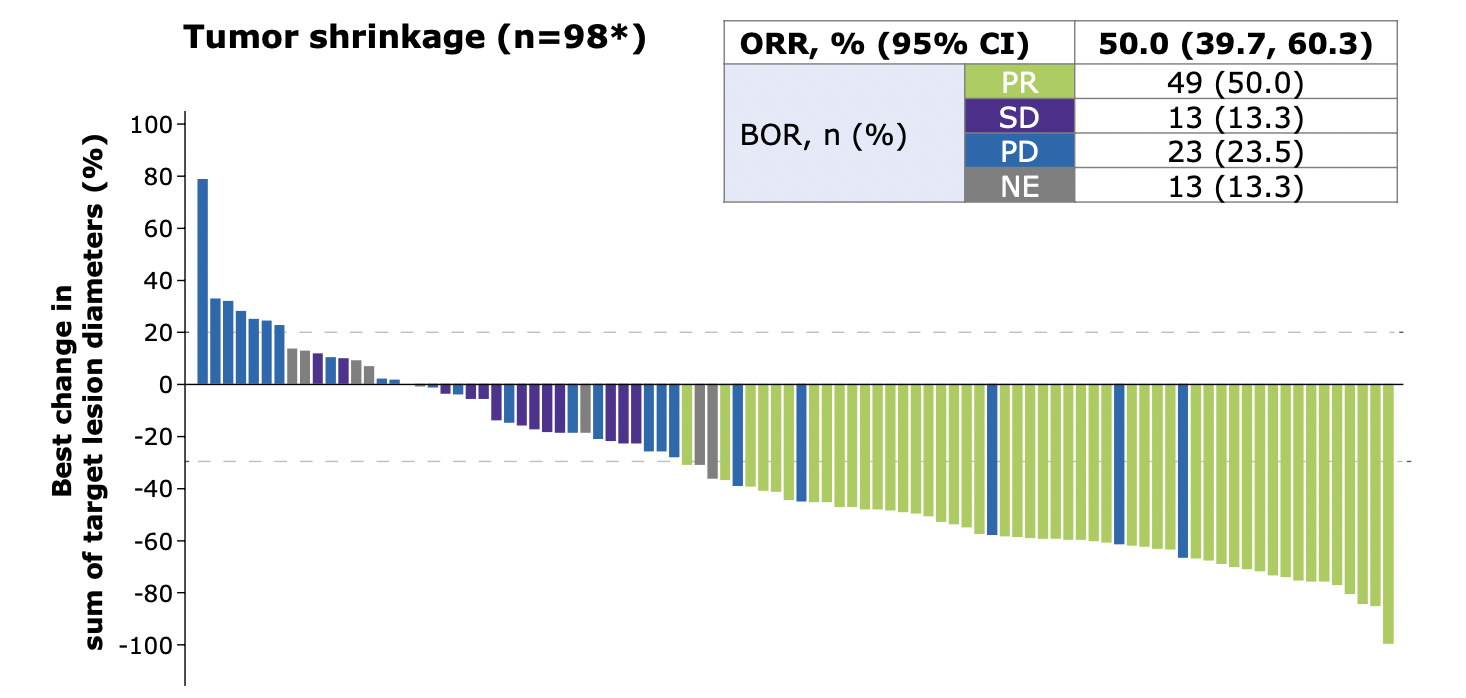 Tumor shrinkage (n=98*)
ORR, % (95% CI) 50.0 (39.7, 60.3)
BOR, n (%)
PR 49 (50.0)
SD 13 (13.3)
PD 23 (23.5)
NE 13 (13.3)
Best change in
sum of target lesion diameters (%)
100
80
60
40
20
0
-20
-40
-60
-80
-100